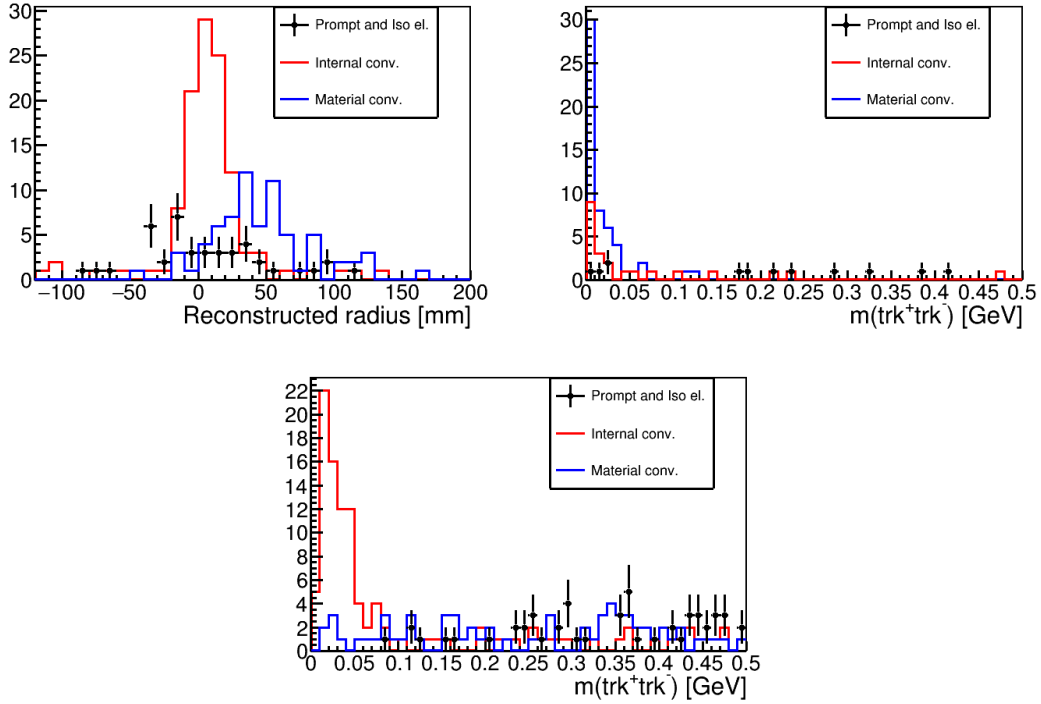 30
25
20
15
10
5
0
−100 −50 0 50 100 150 200
Reconstructed radius [mm]
Prompt and Iso el.
Internal conv.
Material conv.
30
25
20
15
10
5
0
0 0.05 0.1 0.15 0.2 0.25 0.3 0.35 0.4 0.45 0.5
m(trk⁺trk⁻) [GeV]
Prompt and Iso el.
Internal conv.
Material conv.
22
20
18
16
14
12
10
8
6
4
2
0
0 0.05 0.1 0.15 0.2 0.25 0.3 0.35 0.4 0.45 0.5
m(trk⁺trk⁻) [GeV]
Prompt and Iso el.
Internal conv.
Material conv.